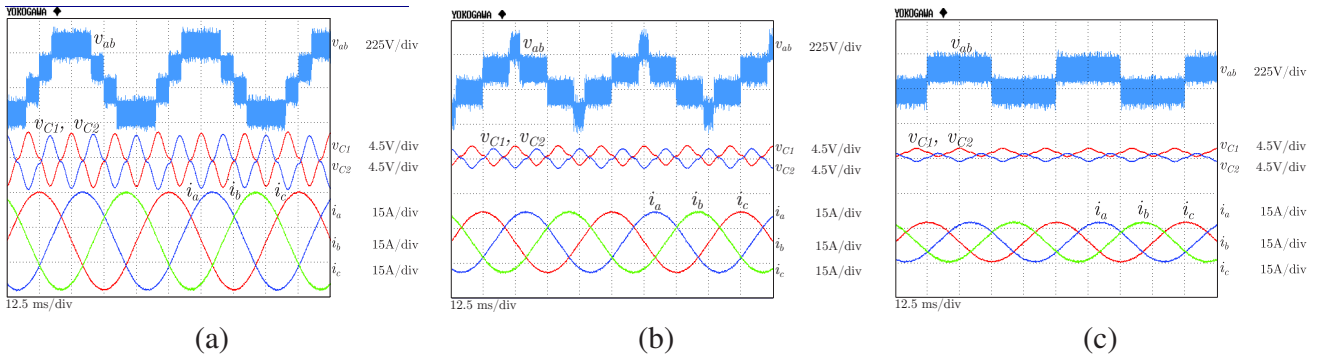 YOKOGAWA
v_ab
v_ab 225V/div
v_C1, v_C2
v_C1 4.5V/div
v_C2 4.5V/div
i_a i_b i_c
i_a 15A/div
i_b 15A/div
i_c 15A/div
12.5 ms/div
(a)
YOKOGAWA
v_ab
v_ab 225V/div
v_C1, v_C2
v_C1 4.5V/div
v_C2 4.5V/div
i_a i_b i_c
i_a 15A/div
i_b 15A/div
i_c 15A/div
12.5 ms/div
(b)
YOKOGAWA
v_ab
v_ab 225V/div
v_C1, v_C2
v_C1 4.5V/div
v_C2 4.5V/div
i_a i_b i_c
i_a 15A/div
i_b 15A/div
i_c 15A/div
12.5 ms/div
(c)